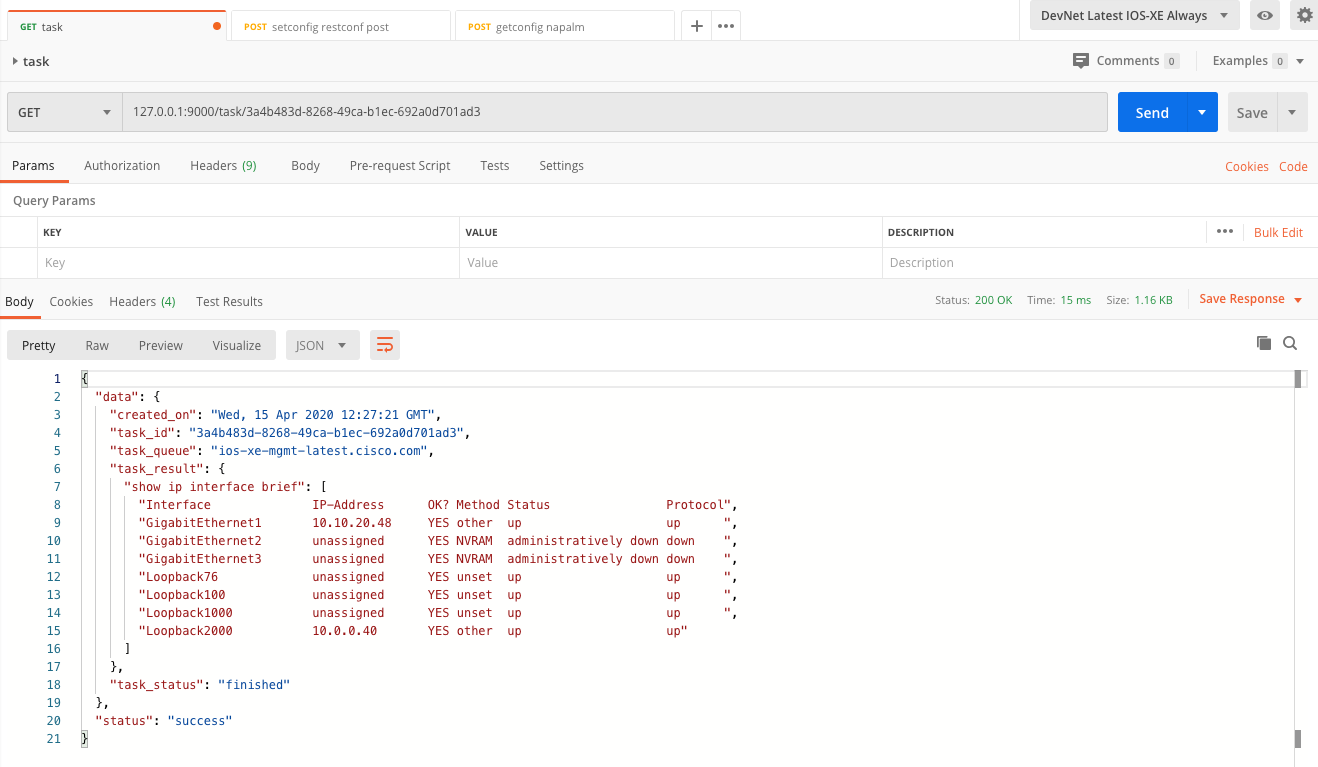 GET task POST setconfig restconf post POST getconfig napalm + ••• DevNet Latest IOS-XE Always
task Comments 0 Examples 0
GET 127.0.0.1:9000/task/3a4b483d-8268-49ca-b1ec-692a0d701ad3 Send Save
Params Authorization Headers (9) Body Pre-request Script Tests Settings Cookies Code
Query Params
KEY VALUE DESCRIPTION ••• Bulk Edit
Key Value Description
Body Cookies Headers (4) Test Results Status: 200 OK Time: 15 ms Size: 1.16 KB Save Response
Pretty Raw Preview Visualize JSON
1 {
2 "data": {
3 "created_on": "Wed, 15 Apr 2020 12:27:21 GMT",
4 "task_id": "3a4b483d-8268-49ca-b1ec-692a0d701ad3",
5 "task_queue": "ios-xe-mgmt-latest.cisco.com",
6 "task_result": {
7 "show ip interface brief": [
8 "Interface IP-Address OK? Method Status Protocol",
9 "GigabitEthernet1 10.10.20.48 YES other up up ",
10 "GigabitEthernet2 unassigned YES NVRAM administratively down down ",
11 "GigabitEthernet3 unassigned YES NVRAM administratively down down ",
12 "Loopback76 unassigned YES unset up up ",
13 "Loopback100 unassigned YES unset up up ",
14 "Loopback1000 unassigned YES unset up up ",
15 "Loopback2000 10.0.0.40 YES other up up"
16 ]
17 },
18 "task_status": "finished"
19 },
20 "status": "success"
21 }